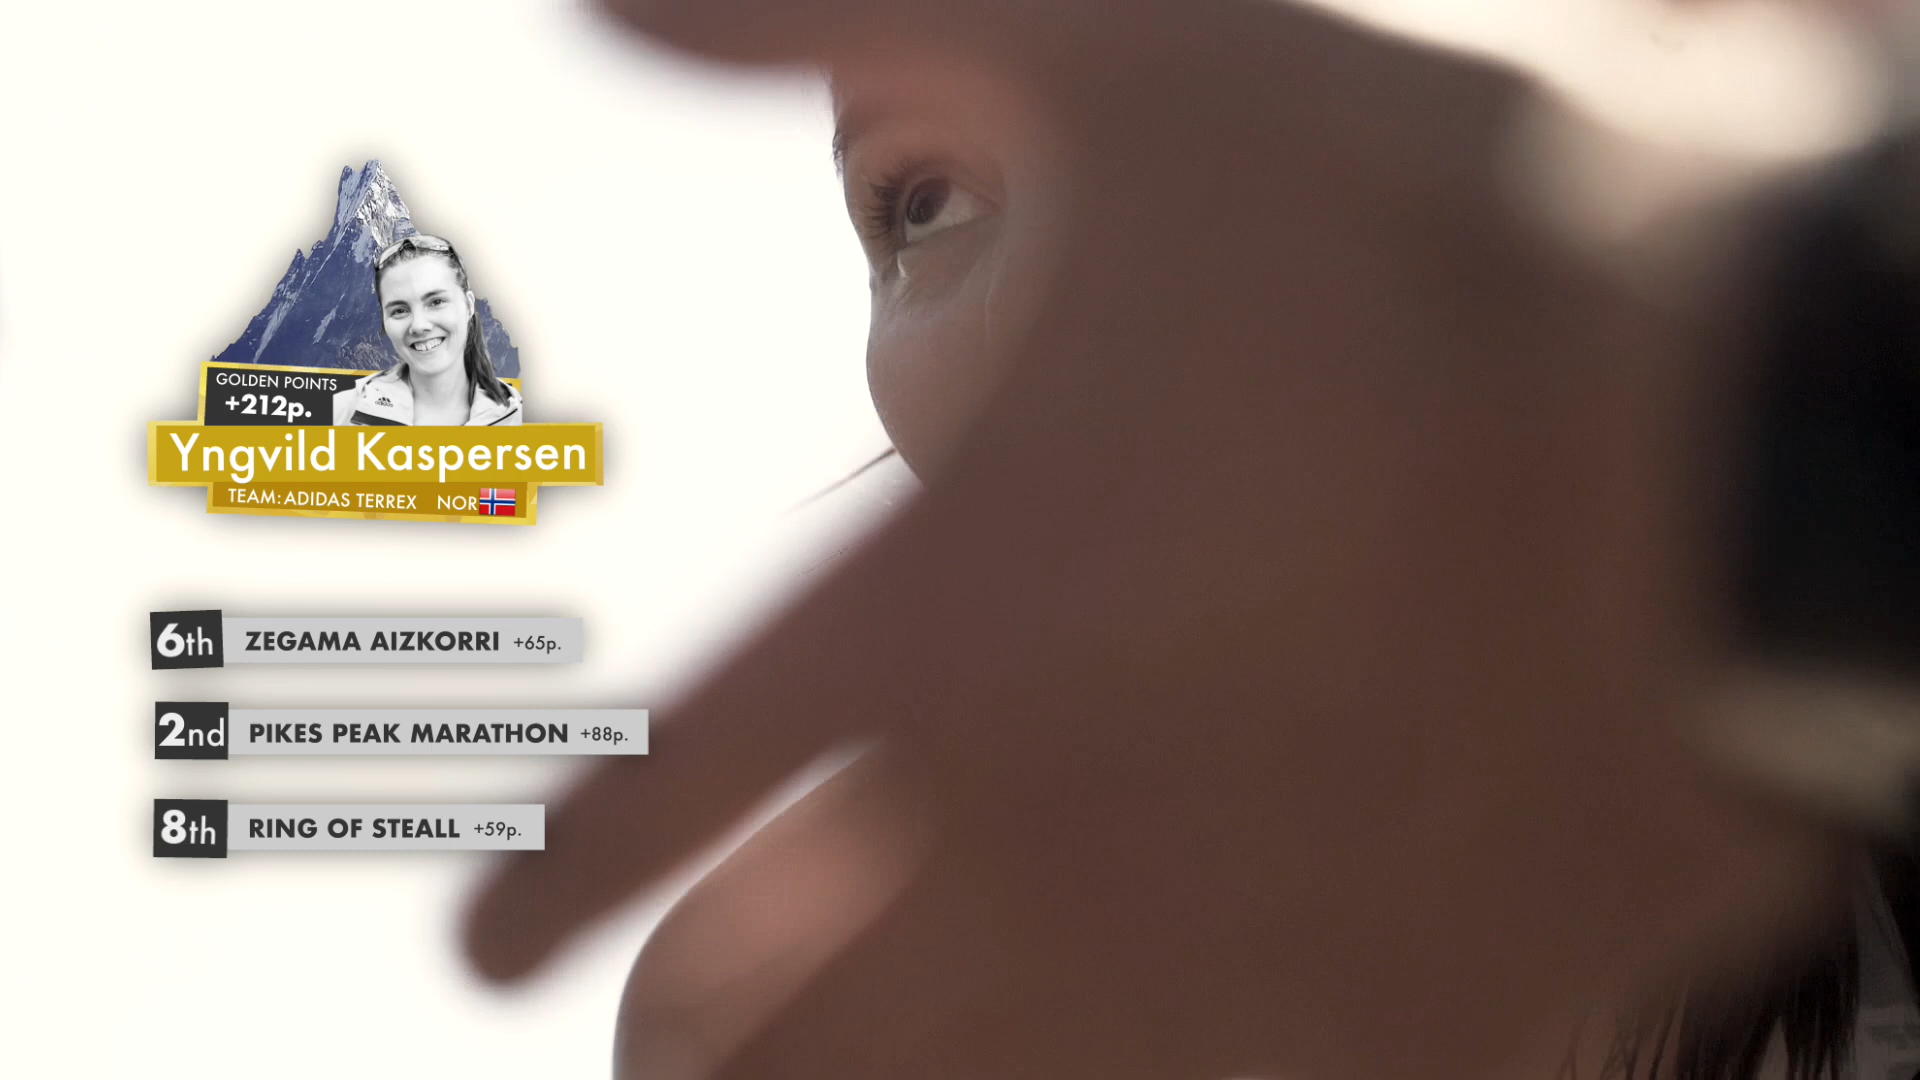 GOLDEN POINTS
+212p.
Yngvild Kaspersen
TEAM: ADIDAS TERREX NOR
6th ZEGAMA AIZKORRI +65p.
2nd PIKES PEAK MARATHON +88p.
8th RING OF STEALL +59p.